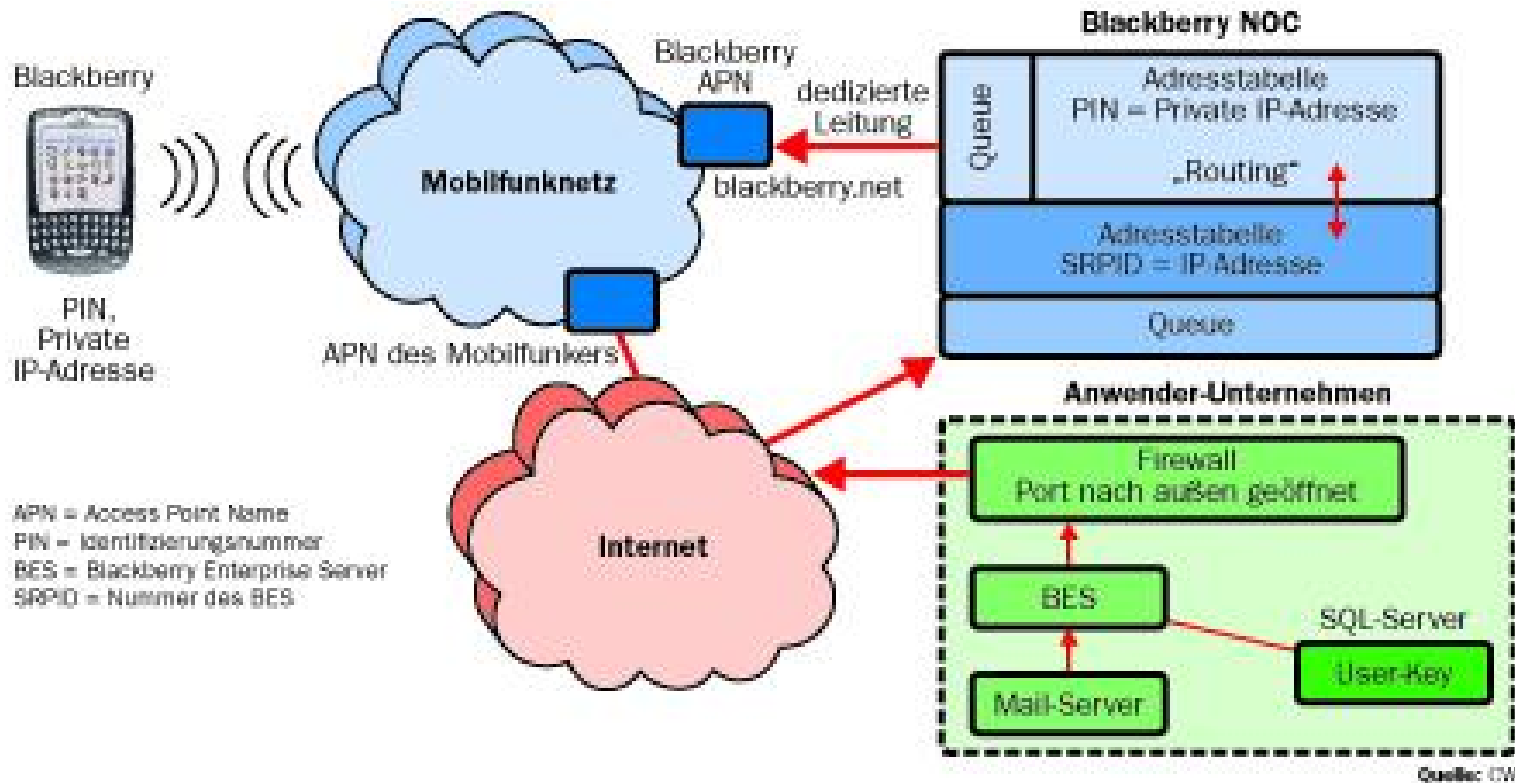 Blackberry
PIN,
Private
IP-Adresse
Mobilfunknetz
Blackberry
APN
dedizierte
Leitung
blackberry.net
APN des Mobilfunkers
Internet
Blackberry NOC
Queue
Adresstabelle
PIN = Private IP-Adresse
„Routing“
Adresstabelle
SRPID = IP-Adresse
Queue
Anwender-Unternehmen
Firewall
Port nach außen geöffnet
BES
SQL-Server
User-Key
Mail-Server
APN = Access Point Name
PIN = Identifizierungsnummer
BES = Blackberry Enterprise Server
SRPID = Nummer des BES
Quelle: CW